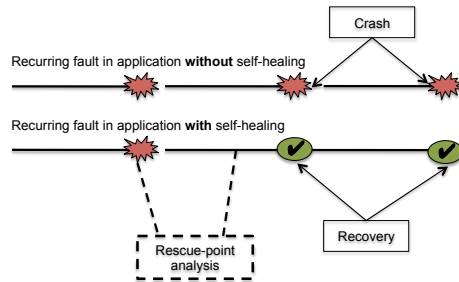 Crash
Recurring fault in application without self-healing
Recurring fault in application with self-healing
Rescue-point
analysis
Recovery